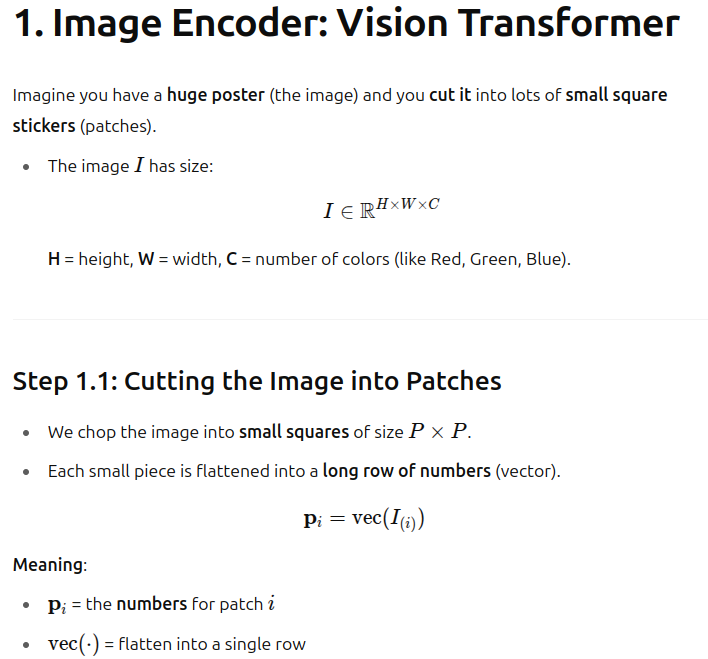 1. Image Encoder: Vision Transformer
Imagine you have a huge poster (the image) and you cut it into lots of small square
stickers (patches).
• The image I has size:
I ∈ ℝ^{H×W×C}
H = height, W = width, C = number of colors (like Red, Green, Blue).
Step 1.1: Cutting the Image into Patches
• We chop the image into small squares of size P × P.
• Each small piece is flattened into a long row of numbers (vector).
p_i = vec(I_{(i)})
Meaning:
• p_i = the numbers for patch i
• vec(·) = flatten into a single row